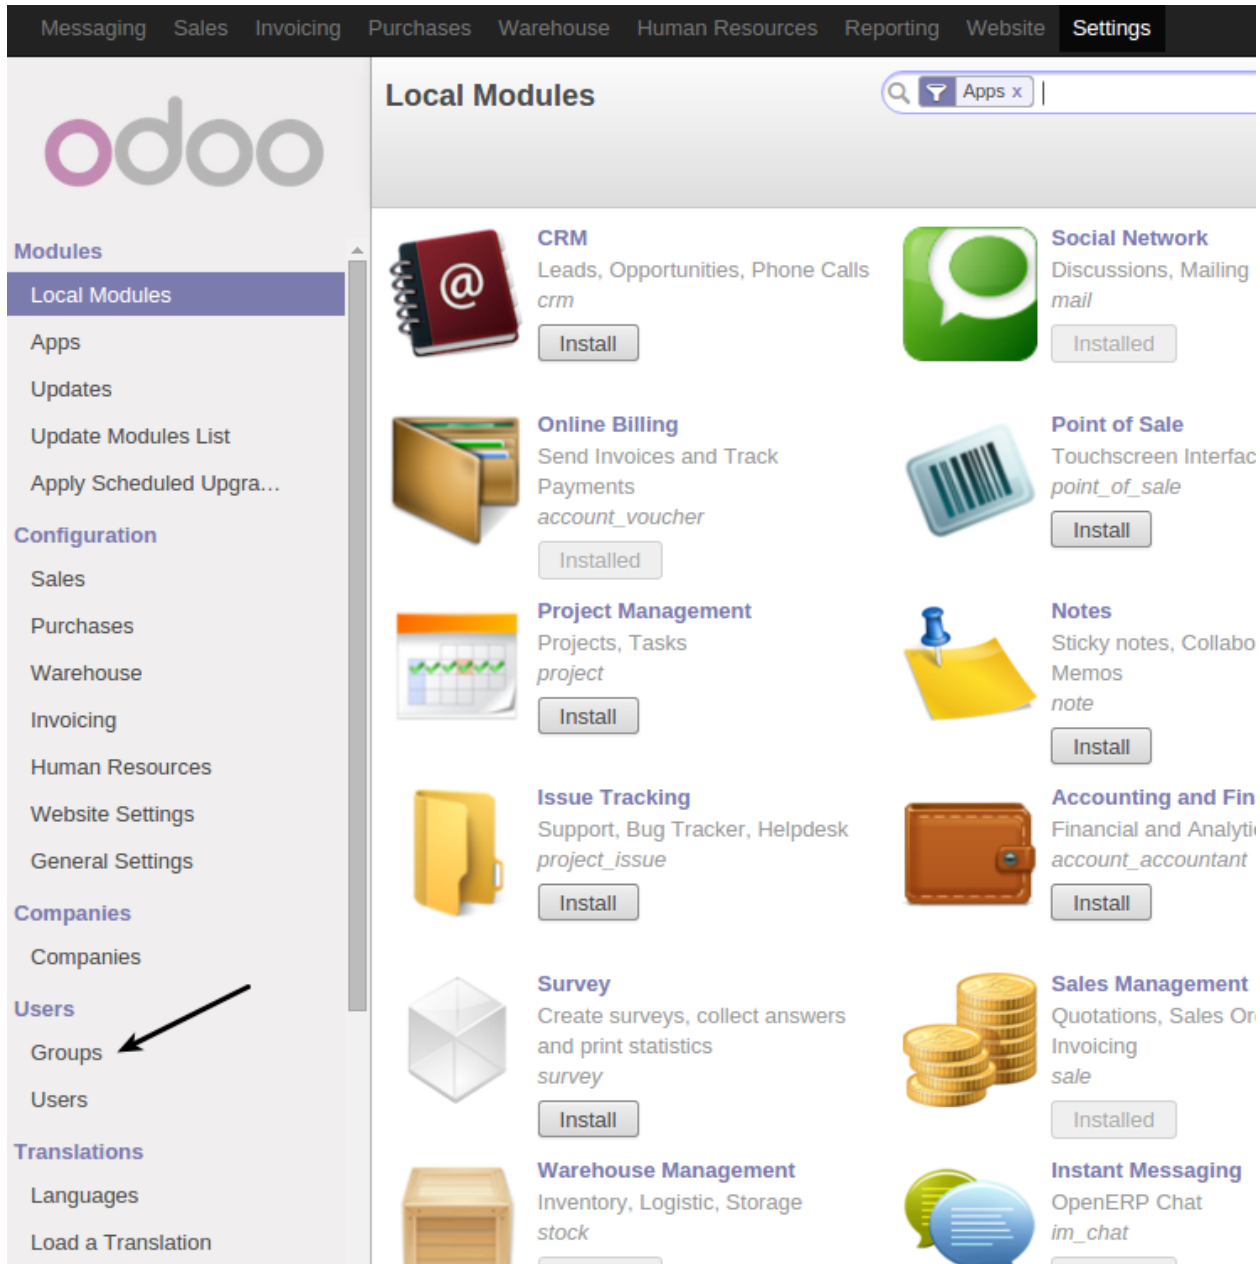 Messaging Sales Invoicing Purchases Warehouse Human Resources Reporting Website Settings
odoo
Local Modules
Apps x
Modules
Local Modules
Apps
Updates
Update Modules List
Apply Scheduled Upgra...
Configuration
Sales
Purchases
Warehouse
Invoicing
Human Resources
Website Settings
General Settings
Companies
Companies
Users
Groups
Users
Translations
Languages
Load a Translation
CRM
Leads, Opportunities, Phone Calls
crm
Install
Social Network
Discussions, Mailing
mail
Installed
Online Billing
Send Invoices and Track
Payments
account_voucher
Installed
Point of Sale
Touchscreen Interfac
point_of_sale
Install
Project Management
Projects, Tasks
project
Install
Notes
Sticky notes, Collabo
Memos
note
Install
Issue Tracking
Support, Bug Tracker, Helpdesk
project_issue
Install
Accounting and Fin
Financial and Analyti
account_accountant
Install
Survey
Create surveys, collect answers
and print statistics
survey
Install
Sales Management
Quotations, Sales Or
Invoicing
sale
Installed
Warehouse Management
Inventory, Logistic, Storage
stock
Instant Messaging
OpenERP Chat
im_chat